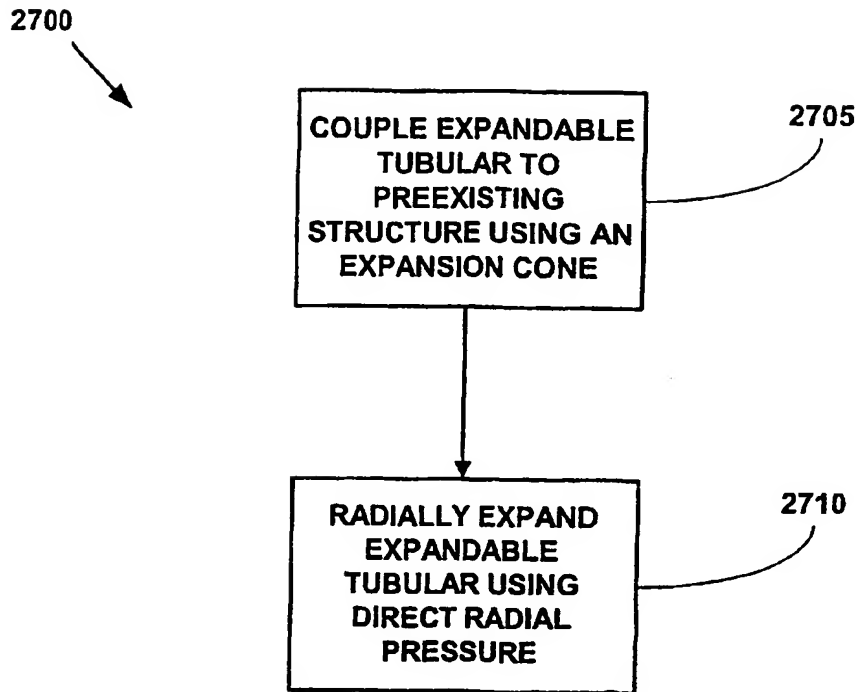 2700
COUPLE EXPANDABLE
TUBULAR TO
PREEXISTING
STRUCTURE USING AN
EXPANSION CONE
2705
RADIALLY EXPAND
EXPANDABLE
TUBULAR USING
DIRECT RADIAL
PRESSURE
2710